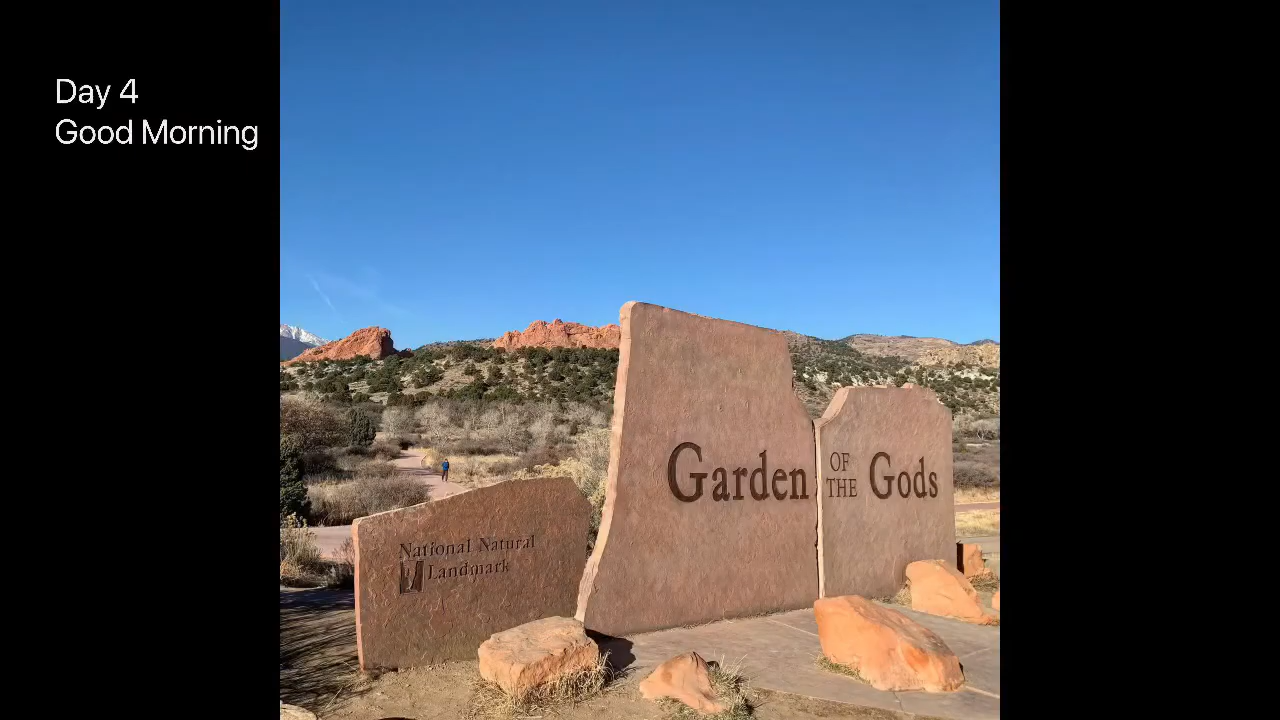 Day 4
Good Morning
Garden OF THE Gods
National Natural
Landmark